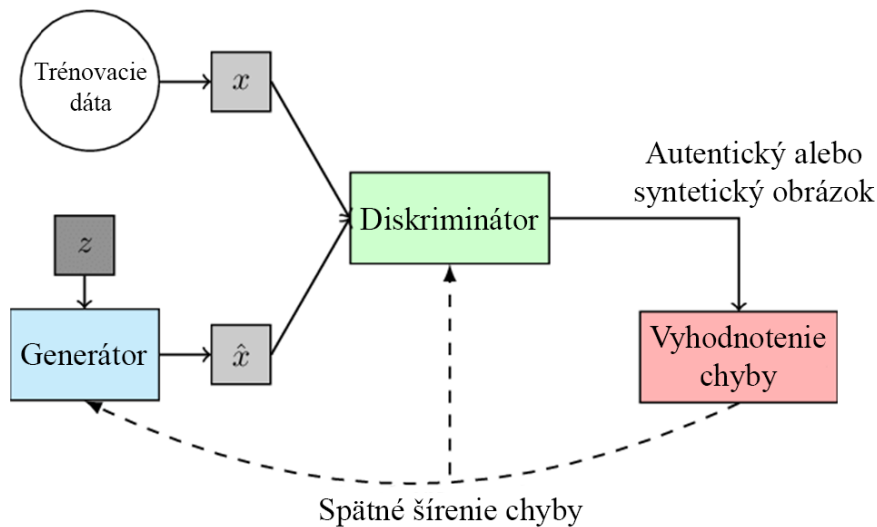 Trénovacie
dáta
x
Autentický alebo
syntetický obrázok
Diskriminátor
z
Generátor
x̂
Vyhodnotenie
chyby
Spätné šírenie chyby